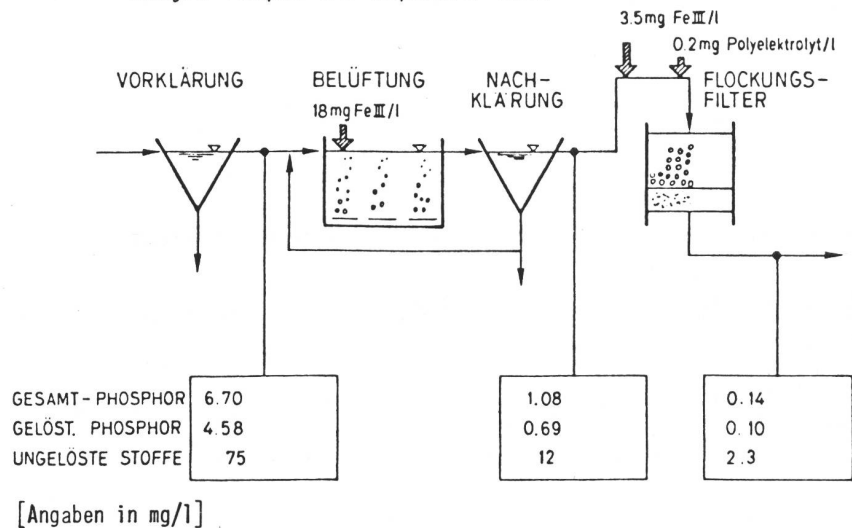 3.5mg FeIII/l
0.2mg Polyelektrolyt/l
VORKLÄRUNG
BELÜFTUNG
NACH-
KLÄRUNG
FLOCKUNGS-
FILTER
18mg FeIII/l
GESAMT-PHOSPHOR 6.70 1.08 0.14
GELÖST. PHOSPHOR 4.58 0.69 0.10
UNGELÖSTE STOFFE 75 12 2.3
[Angaben in mg/l]